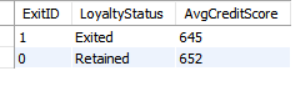 ExitID LoyaltyStatus AvgCreditScore
1 Exited 645
0 Retained 652